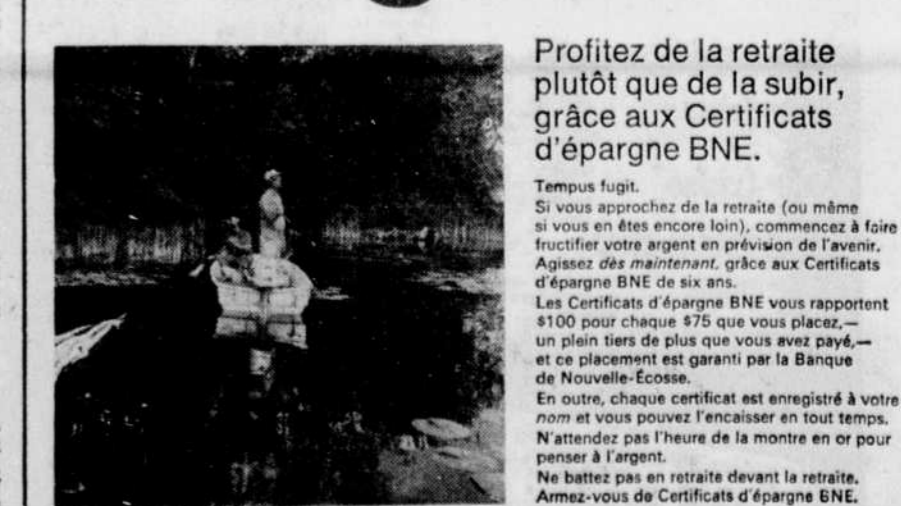 Profitez de la retraite
plutôt que de la subir,
grâce aux Certificats
d'épargne BNE.
Tempus fugit.
Si vous approchez de la retraite (ou même
si vous en êtes encore loin), commencez à faire
fructifier votre argent en prévision de l'avenir.
Agissez dès maintenant, grâce aux Certificats
d'épargne BNE de six ans.
Les Certificats d'épargne BNE vous rapportent
$100 pour chaque $75 que vous placez,—
un plein tiers de plus que vous avez payé,—
et ce placement est garanti par la Banque
de Nouvelle-Écosse.
En outre, chaque certificat est enregistré à votre
nom et vous pouvez l'encaisser en tout temps.
N'attendez pas l'heure de la montre en or pour
penser à l'argent.
Ne battez pas en retraite devant la retraite.
Armez-vous de Certificats d'épargne BNE.